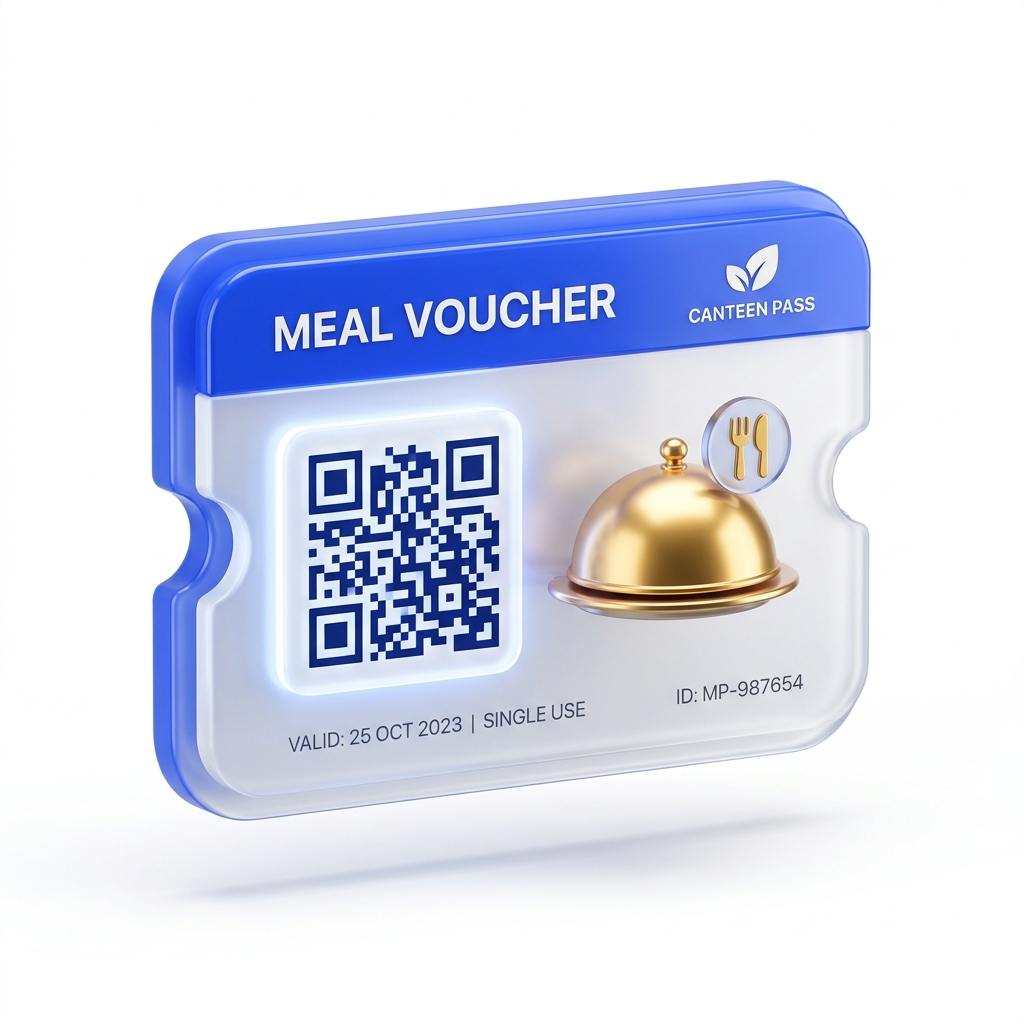 MEAL VOUCHER
CANTEEN PASS
VALID: 25 OCT 2023 | SINGLE USE
ID: MP-987654